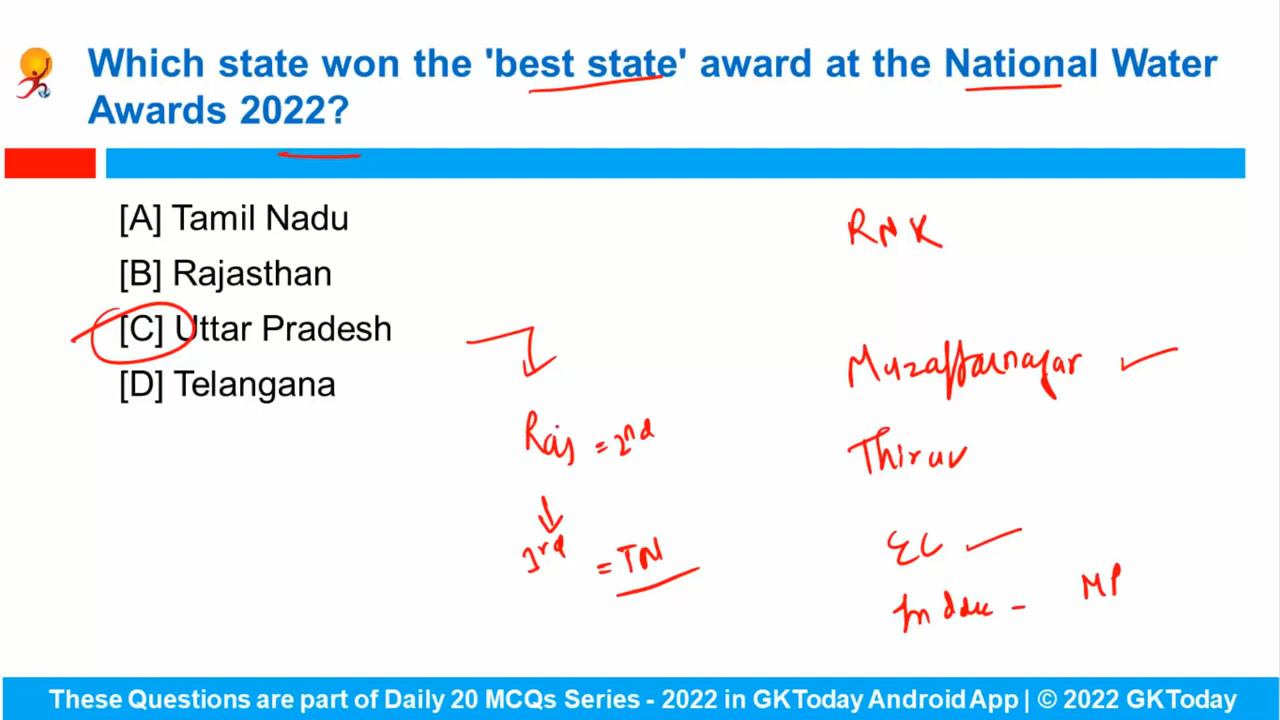 Which state won the 'best state' award at the National Water
Awards 2022?
[A] Tamil Nadu
[B] Rajasthan
[C] Uttar Pradesh
[D] Telangana
RNK
Muzaffarnagar
Raj = 2nd
Thiruv
3rd = TN
MP
These Questions are part of Daily 20 MCQs Series - 2022 in GKToday Android App | © 2022 GKToday